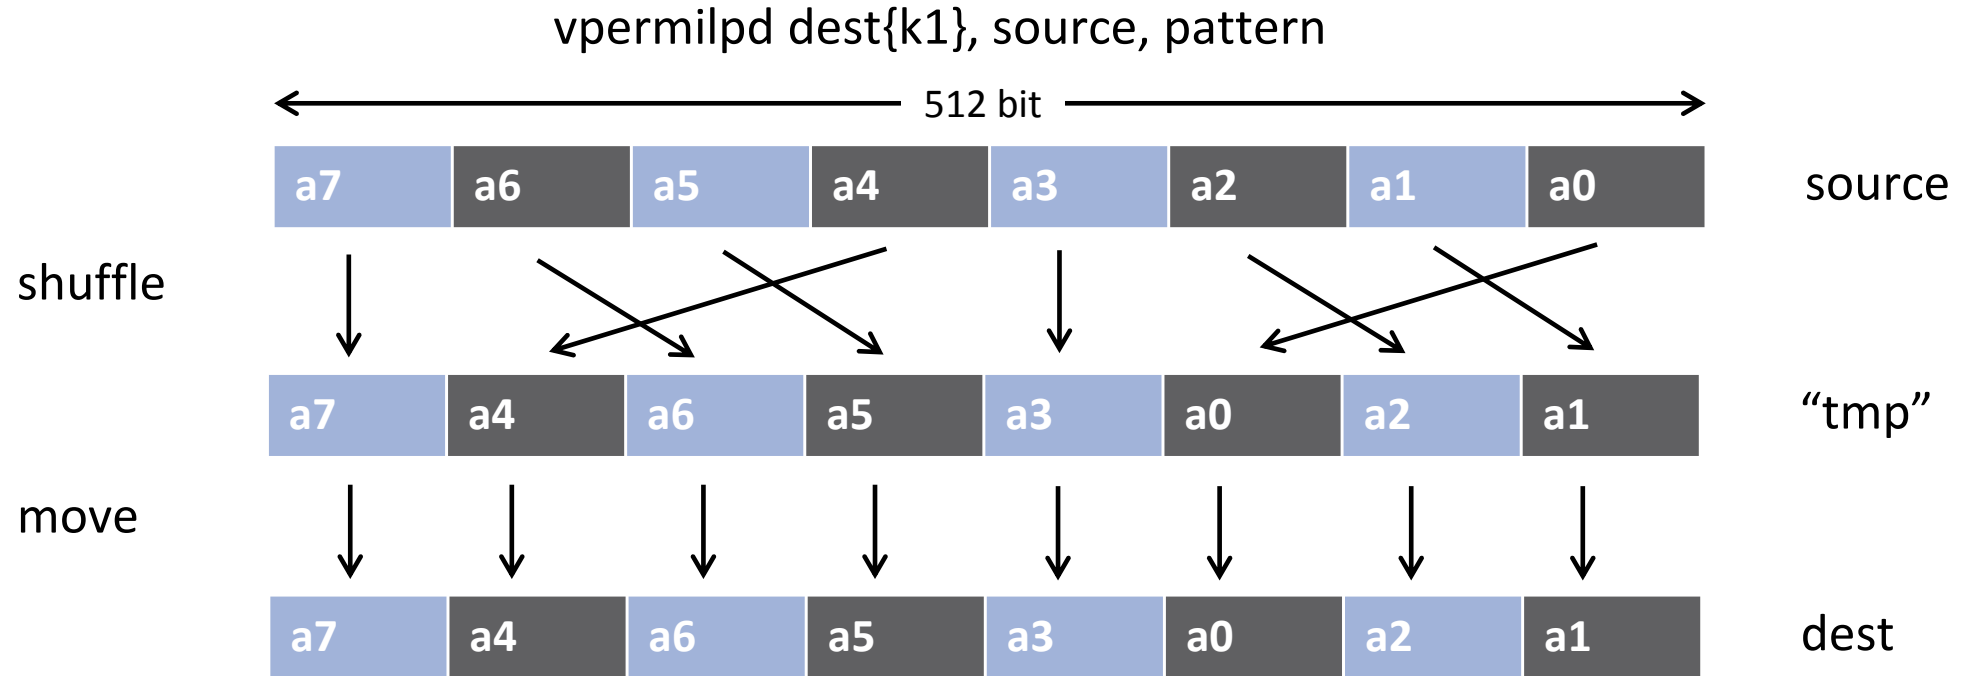 vpermilpd dest{k1}, source, pattern
512 bit
a7 a6 a5 a4 a3 a2 a1 a0 source
shuffle
a7 a4 a6 a5 a3 a0 a2 a1 “tmp”
move
a7 a4 a6 a5 a3 a0 a2 a1 dest